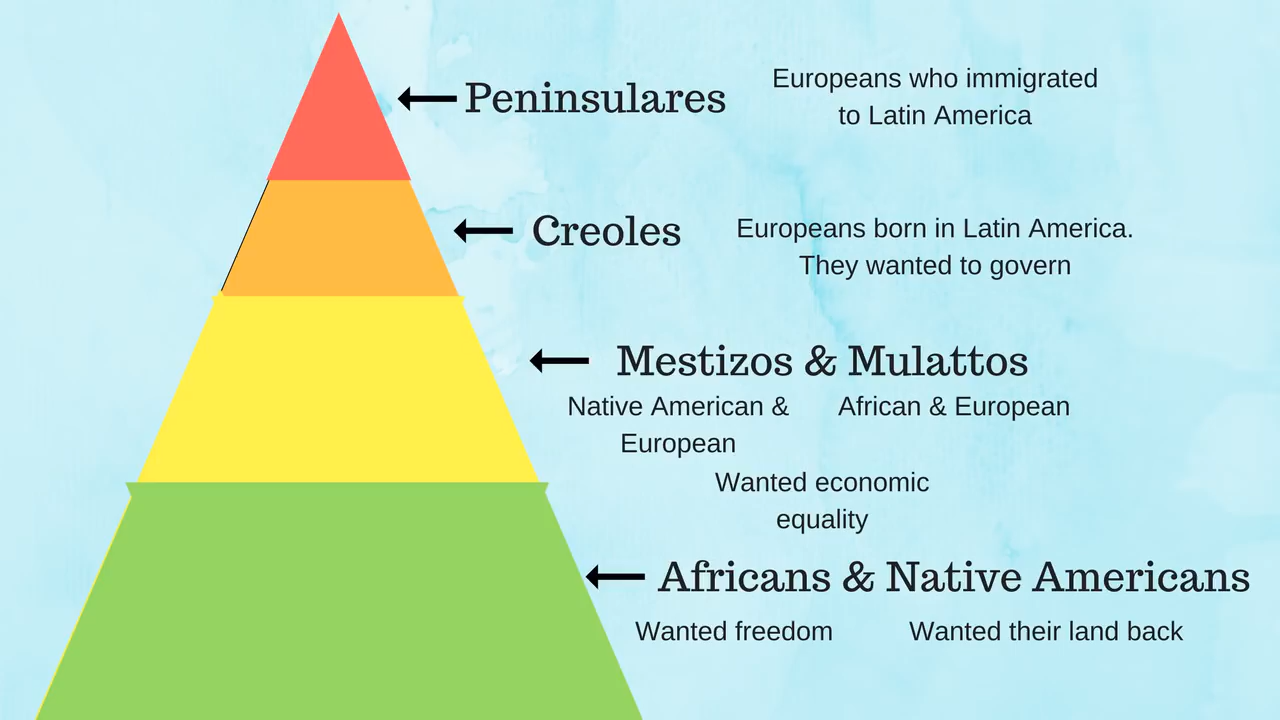 Peninsulares
Europeans who immigrated
to Latin America
Creoles
Europeans born in Latin America.
They wanted to govern
Mestizos & Mulattos
Native American &
European
African & European
Wanted economic
equality
Africans & Native Americans
Wanted freedom
Wanted their land back